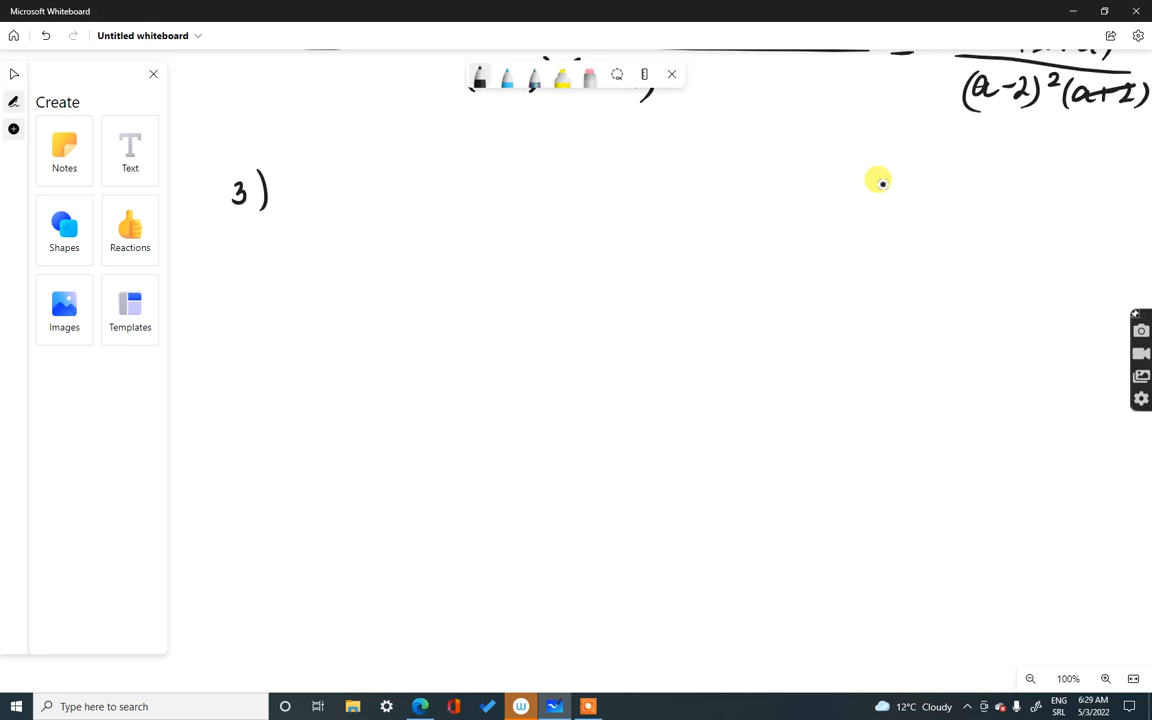 Microsoft Whiteboard
Untitled whiteboard
=
(a-2)²(a+2)
Create
Notes
Text
3)
Shapes
Reactions
Images
Templates
100%
Type here to search
12°C Cloudy
ENG
SRL
6:29 AM
5/3/2022